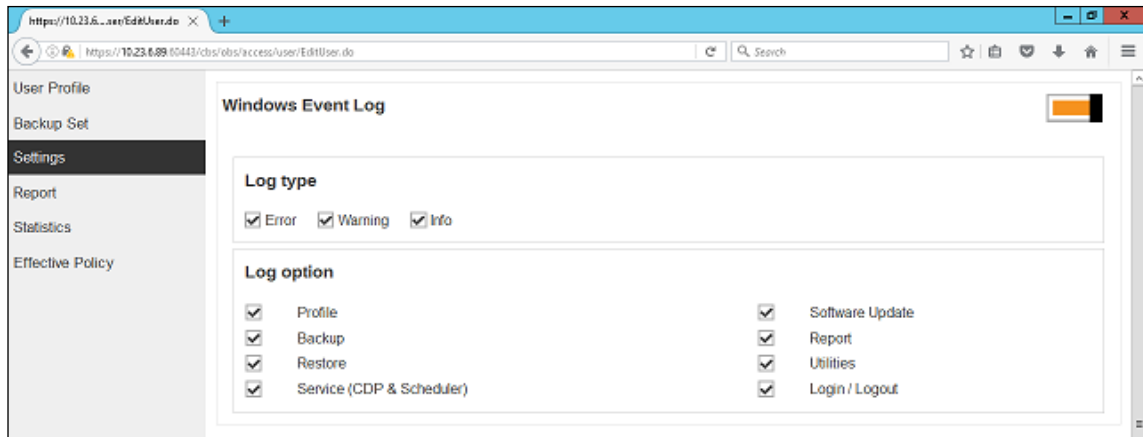 https://10.23.6....ser/EditUser.do
https://10.23.6.89:60443/cbs/obs/access/user/EditUser.do
Search
User Profile
Backup Set
Settings
Report
Statistics
Effective Policy
Windows Event Log
Log type
Error Warning Info
Log option
Profile Software Update
Backup Report
Restore Utilities
Service (CDP & Scheduler) Login / Logout